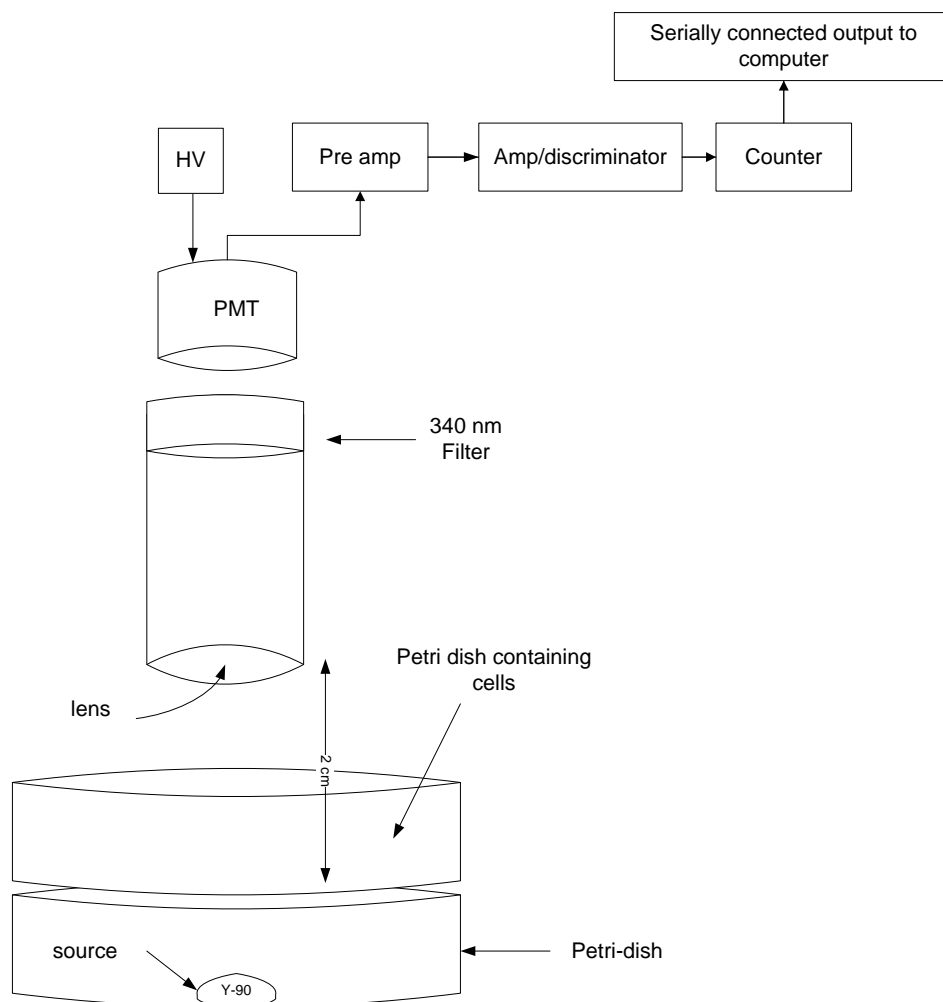 Serially connected output to
computer
HV
Pre amp
Amp/discriminator
Counter
PMT
340 nm
Filter
Petri dish containing
cells
lens
2 cm
source
Y-90
Petri-dish